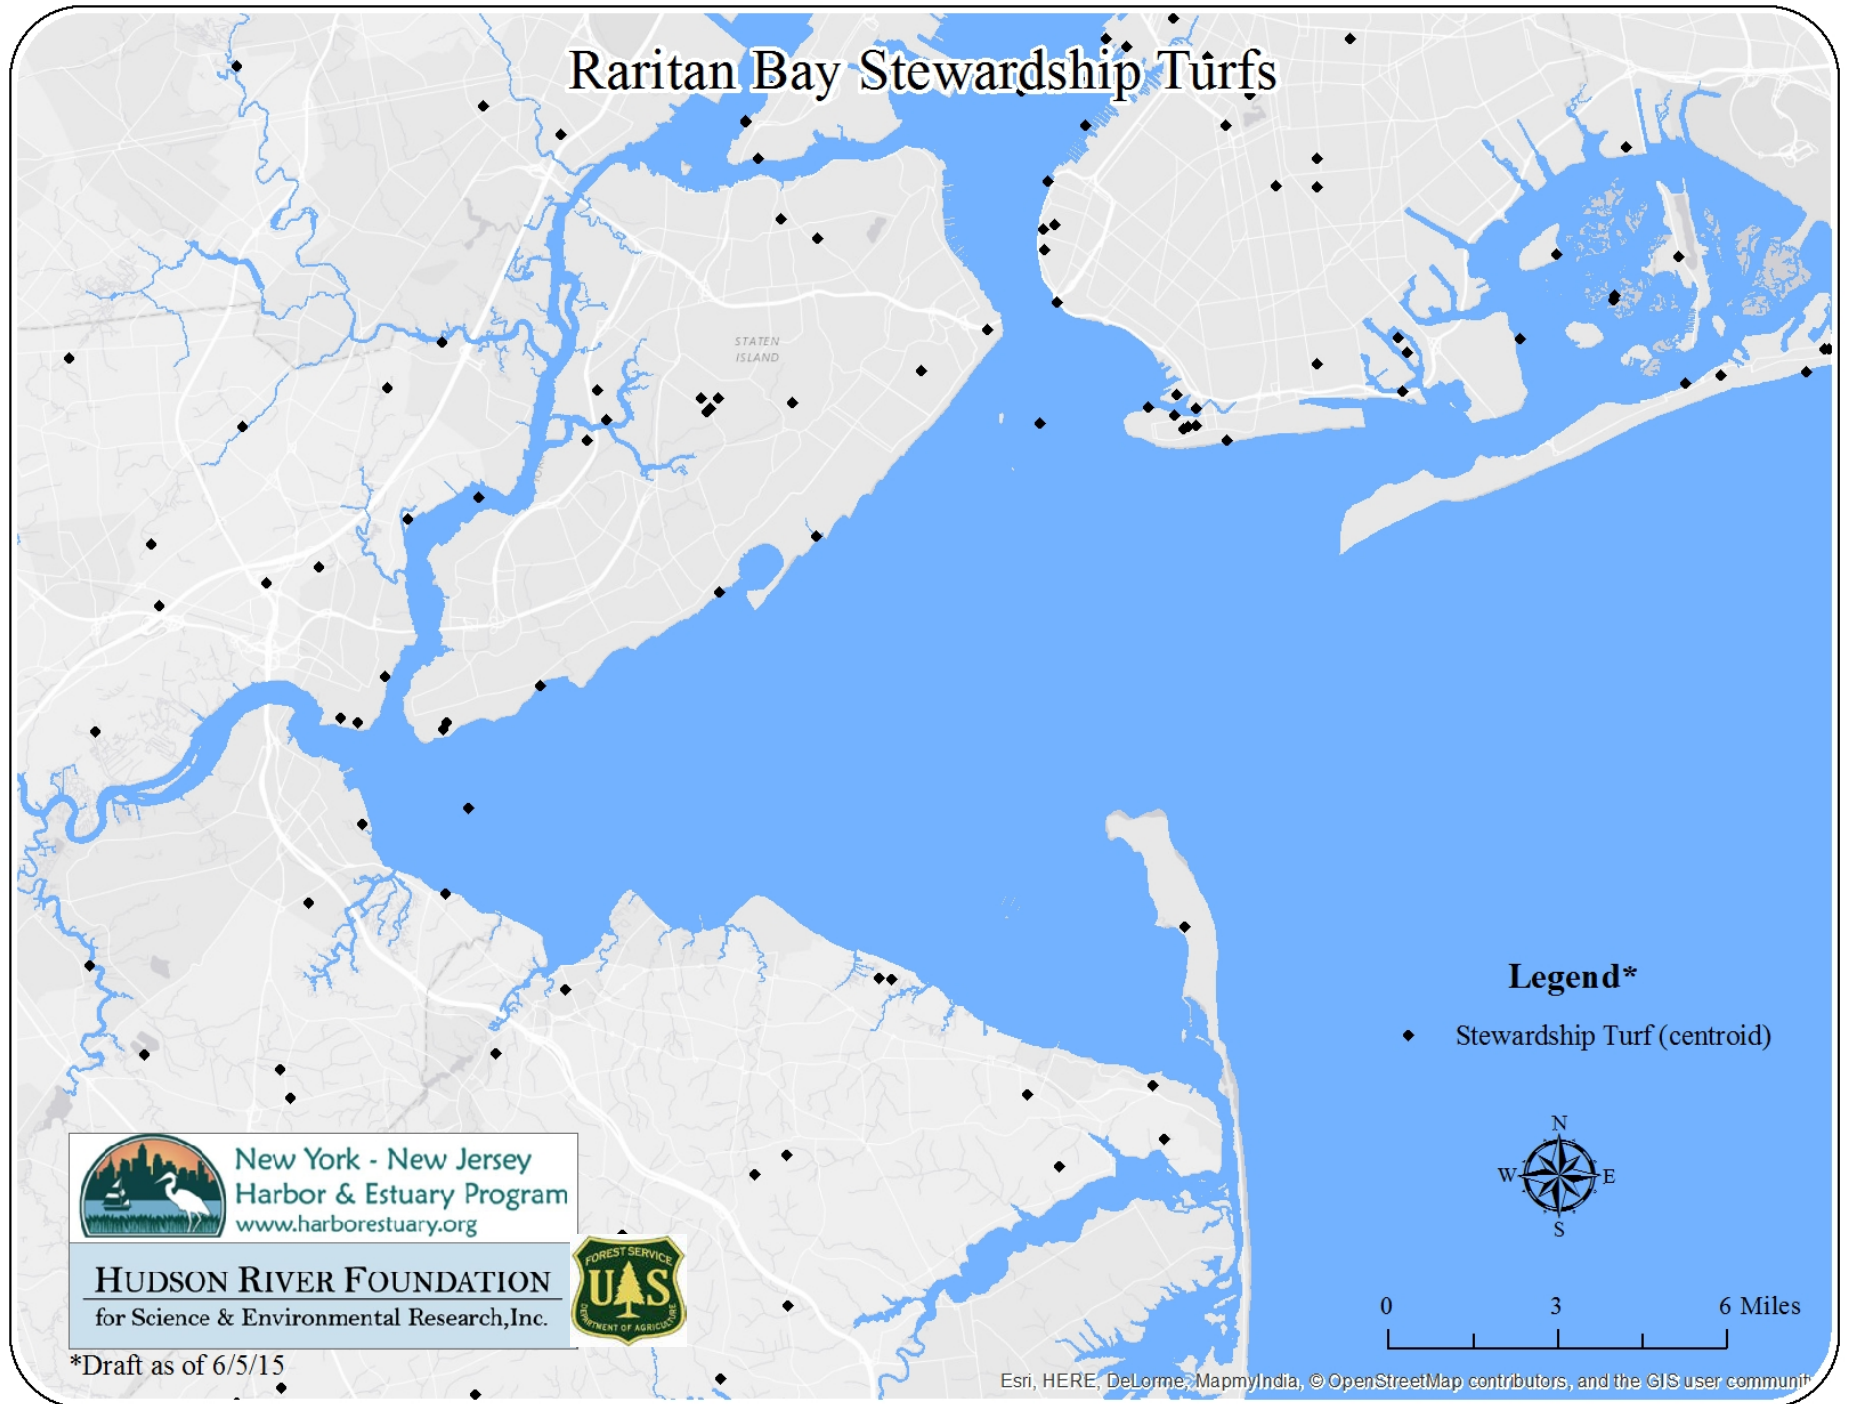 Raritan Bay Stewardship Turfs
STATEN
ISLAND
Legend*
Stewardship Turf (centroid)
N
W E
S
New York - New Jersey
Harbor & Estuary Program
www.harborestuary.org
HUDSON RIVER FOUNDATION
for Science & Environmental Research,Inc.
FOREST SERVICE
U S
DEPARTMENT OF AGRICULTURE
0 3 6 Miles
*Draft as of 6/5/15
Esri, HERE, DeLorme, MapmyIndia, © OpenStreetMap contributors, and the GIS user communit